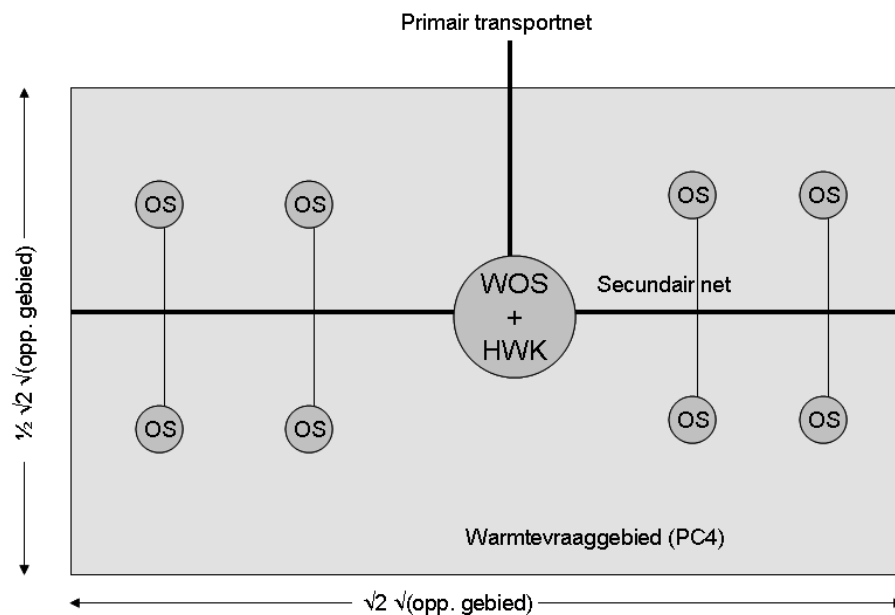 Primair transportnet
½ √2 √(opp. gebied)
OS
OS
OS
OS
WOS
+
HWK
Secundair net
OS
OS
OS
OS
Warmtevraaggebied (PC4)
√2 √(opp. gebied)